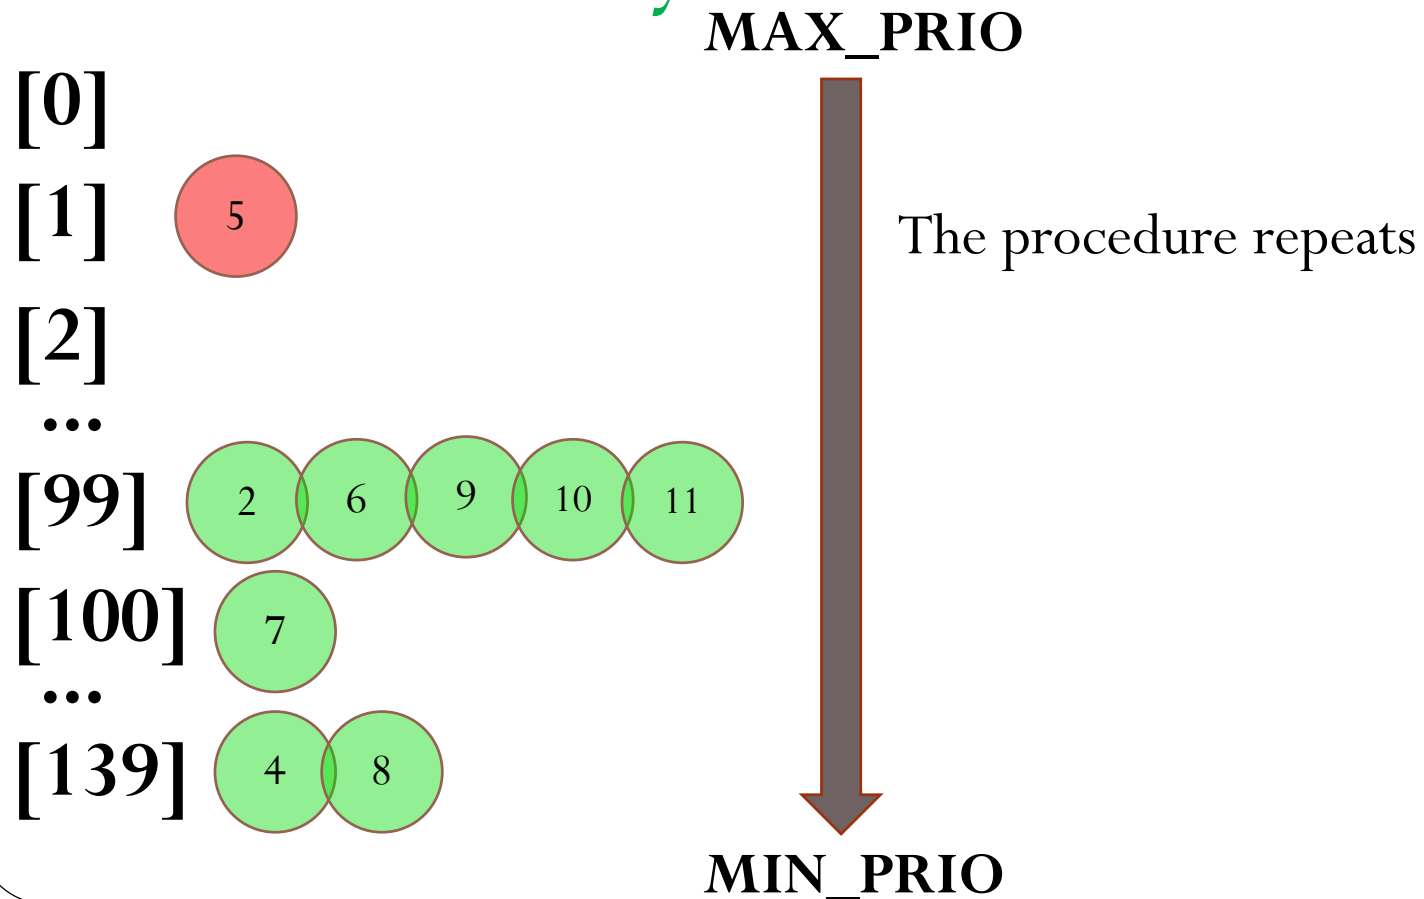 MAX_PRIO
[0]
[1] 5
The procedure repeats
[2]
...
[99] 2 6 9 10 11
[100] 7
...
[139] 4 8
MIN_PRIO